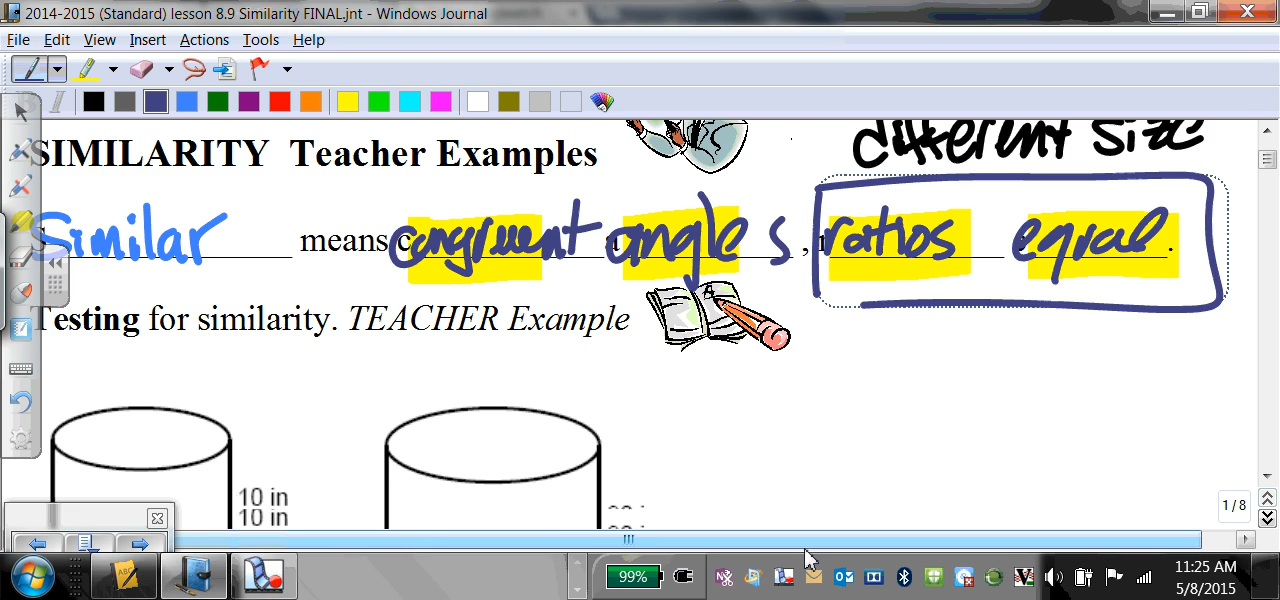 2014-2015 (Standard) lesson 8.9 Similarity FINAL.jnt - Windows Journal
File Edit View Insert Actions Tools Help
different size
SIMILARITY Teacher Examples
Similar means congruent angles, ratios equal.
Testing for similarity. TEACHER Example
10 in
10 in
1 / 8
99%
11:25 AM
5/8/2015